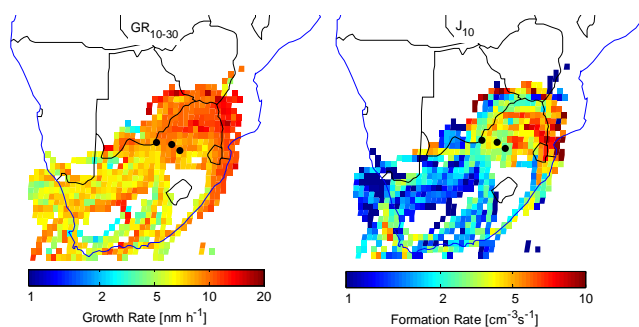 GR10-30
J10
1 2 5 10 20
1 2 5 10
Growth Rate [nm h-1]
Formation Rate [cm-3s-1]